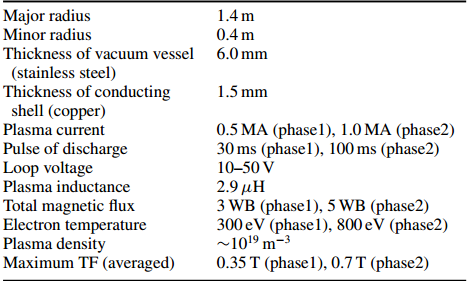 Major radius 1.4 m
Minor radius 0.4 m
Thickness of vacuum vessel 6.0 mm
(stainless steel)
Thickness of conducting 1.5 mm
shell (copper)
Plasma current 0.5 MA (phase1), 1.0 MA (phase2)
Pulse of discharge 30 ms (phase1), 100 ms (phase2)
Loop voltage 10–50 V
Plasma inductance 2.9 μH
Total magnetic flux 3 WB (phase1), 5 WB (phase2)
Electron temperature 300 eV (phase1), 800 eV (phase2)
Plasma density ~10¹⁹ m⁻³
Maximum TF (averaged) 0.35 T (phase1), 0.7 T (phase2)